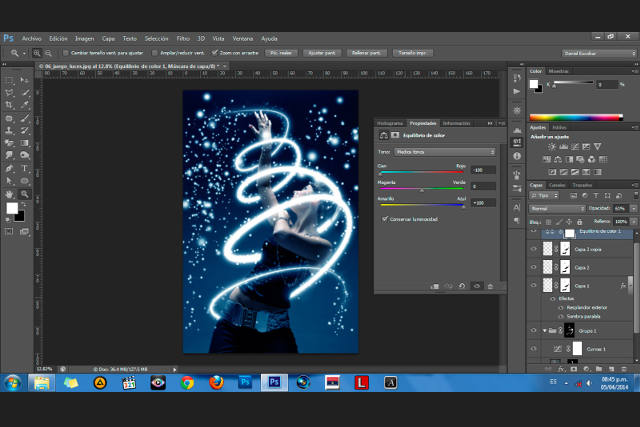 Ps Archivo Edición Imagen Capa Texto Selección Filtro 3D Vista Ventana Ayuda
Cambiar tamaño vent. para ajustar Ampliar/reducir vent. Zoom con arrastre Píx. reales Ajustar pant. Rellenar pant. Tamaño impr.
06_juego_luces.jpg al 12.8% (Equilibrio de color 1, Máscara de capa/8) *
Color Muestras
K 0 %
Histograma Propiedades Información
Equilibrio de color
Tono: Medios tonos
Cian Rojo -100
Magenta Verde 0
Amarillo Azul +100
Conservar luminosidad
Ajustes Estilos
Añadir un ajuste
Capas Canales Trazados
Tipo
Normal Opacidad: 61%
Bloq.: Relleno: 100%
Equilibrio de color 1
Capa 2 copia
Capa 2
Capa 1 fx
Efectos
Resplandor exterior
Sombra paralela
Grupo 1
Curvas 1
12.82% Doc: 36.4 MB/127.5 MB
ES 08:45 p.m.
05/04/2014